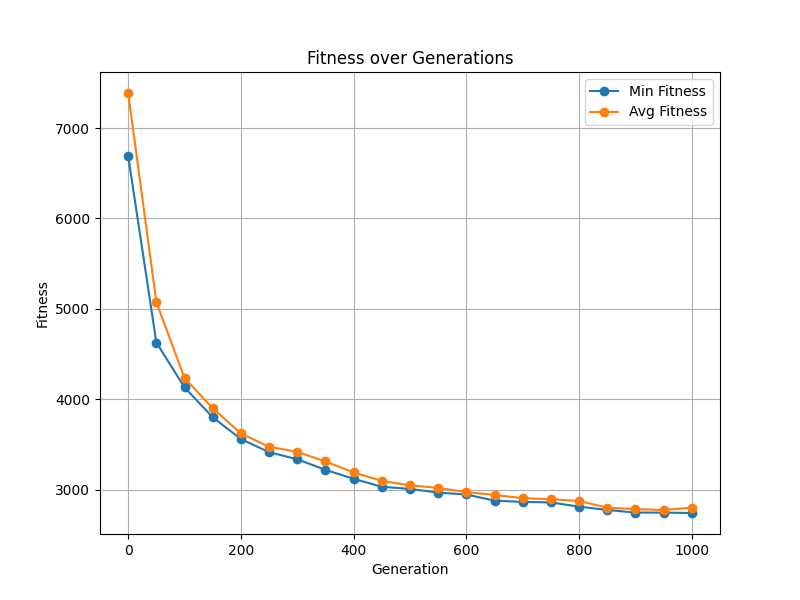 Fitness over Generations
Min Fitness
Avg Fitness
7000
6000
5000
4000
3000
Fitness
0 200 400 600 800 1000
Generation